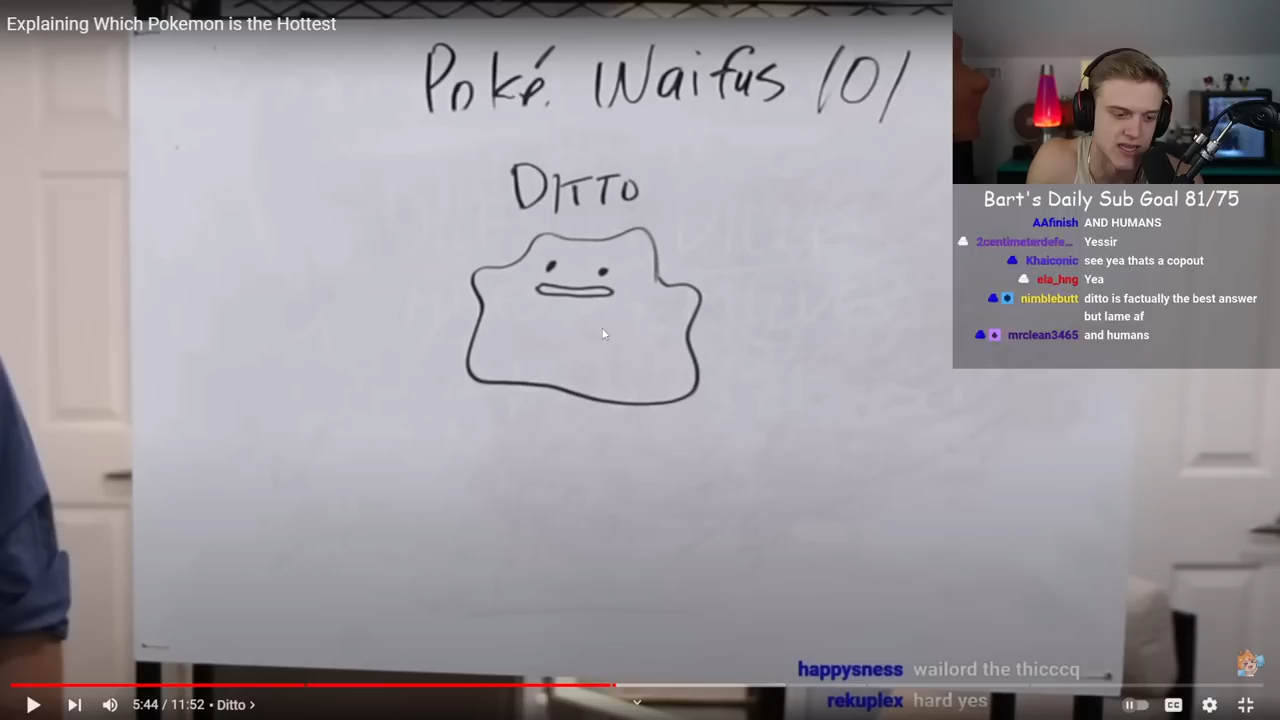 Explaining Which Pokemon is the Hottest
Poké Waifus 101
DITTO
Bart's Daily Sub Goal 81/75
AAfinish AND HUMANS
2centimeterdefe... Yessir
Khaiconic see yea thats a copout
ela_hng Yea
nimblebutt ditto is factually the best answer
but lame af
mrclean3465 and humans
happysness wailord the thicccq
rekuplex hard yes
5:44 / 11:52 • Ditto >
CC